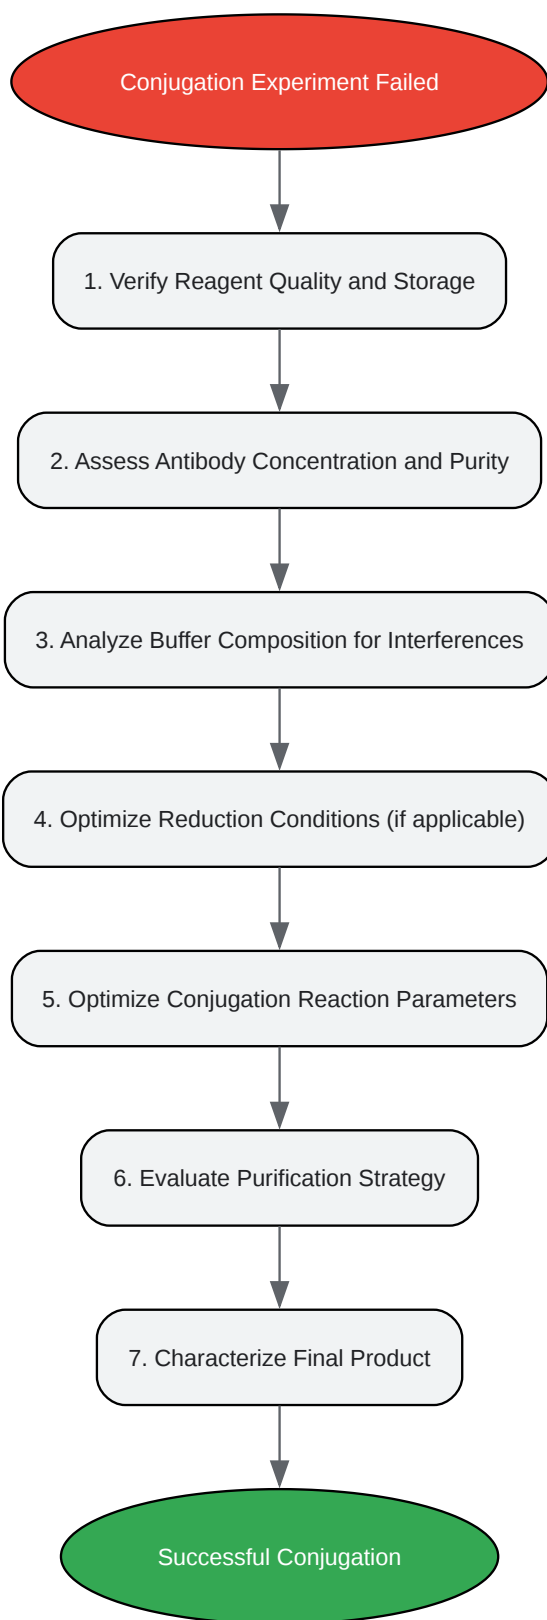 Conjugation Experiment Failed
1. Verify Reagent Quality and Storage
2. Assess Antibody Concentration and Purity
3. Analyze Buffer Composition for Interferences
4. Optimize Reduction Conditions (if applicable)
5. Optimize Conjugation Reaction Parameters
6. Evaluate Purification Strategy
7. Characterize Final Product
Successful Conjugation